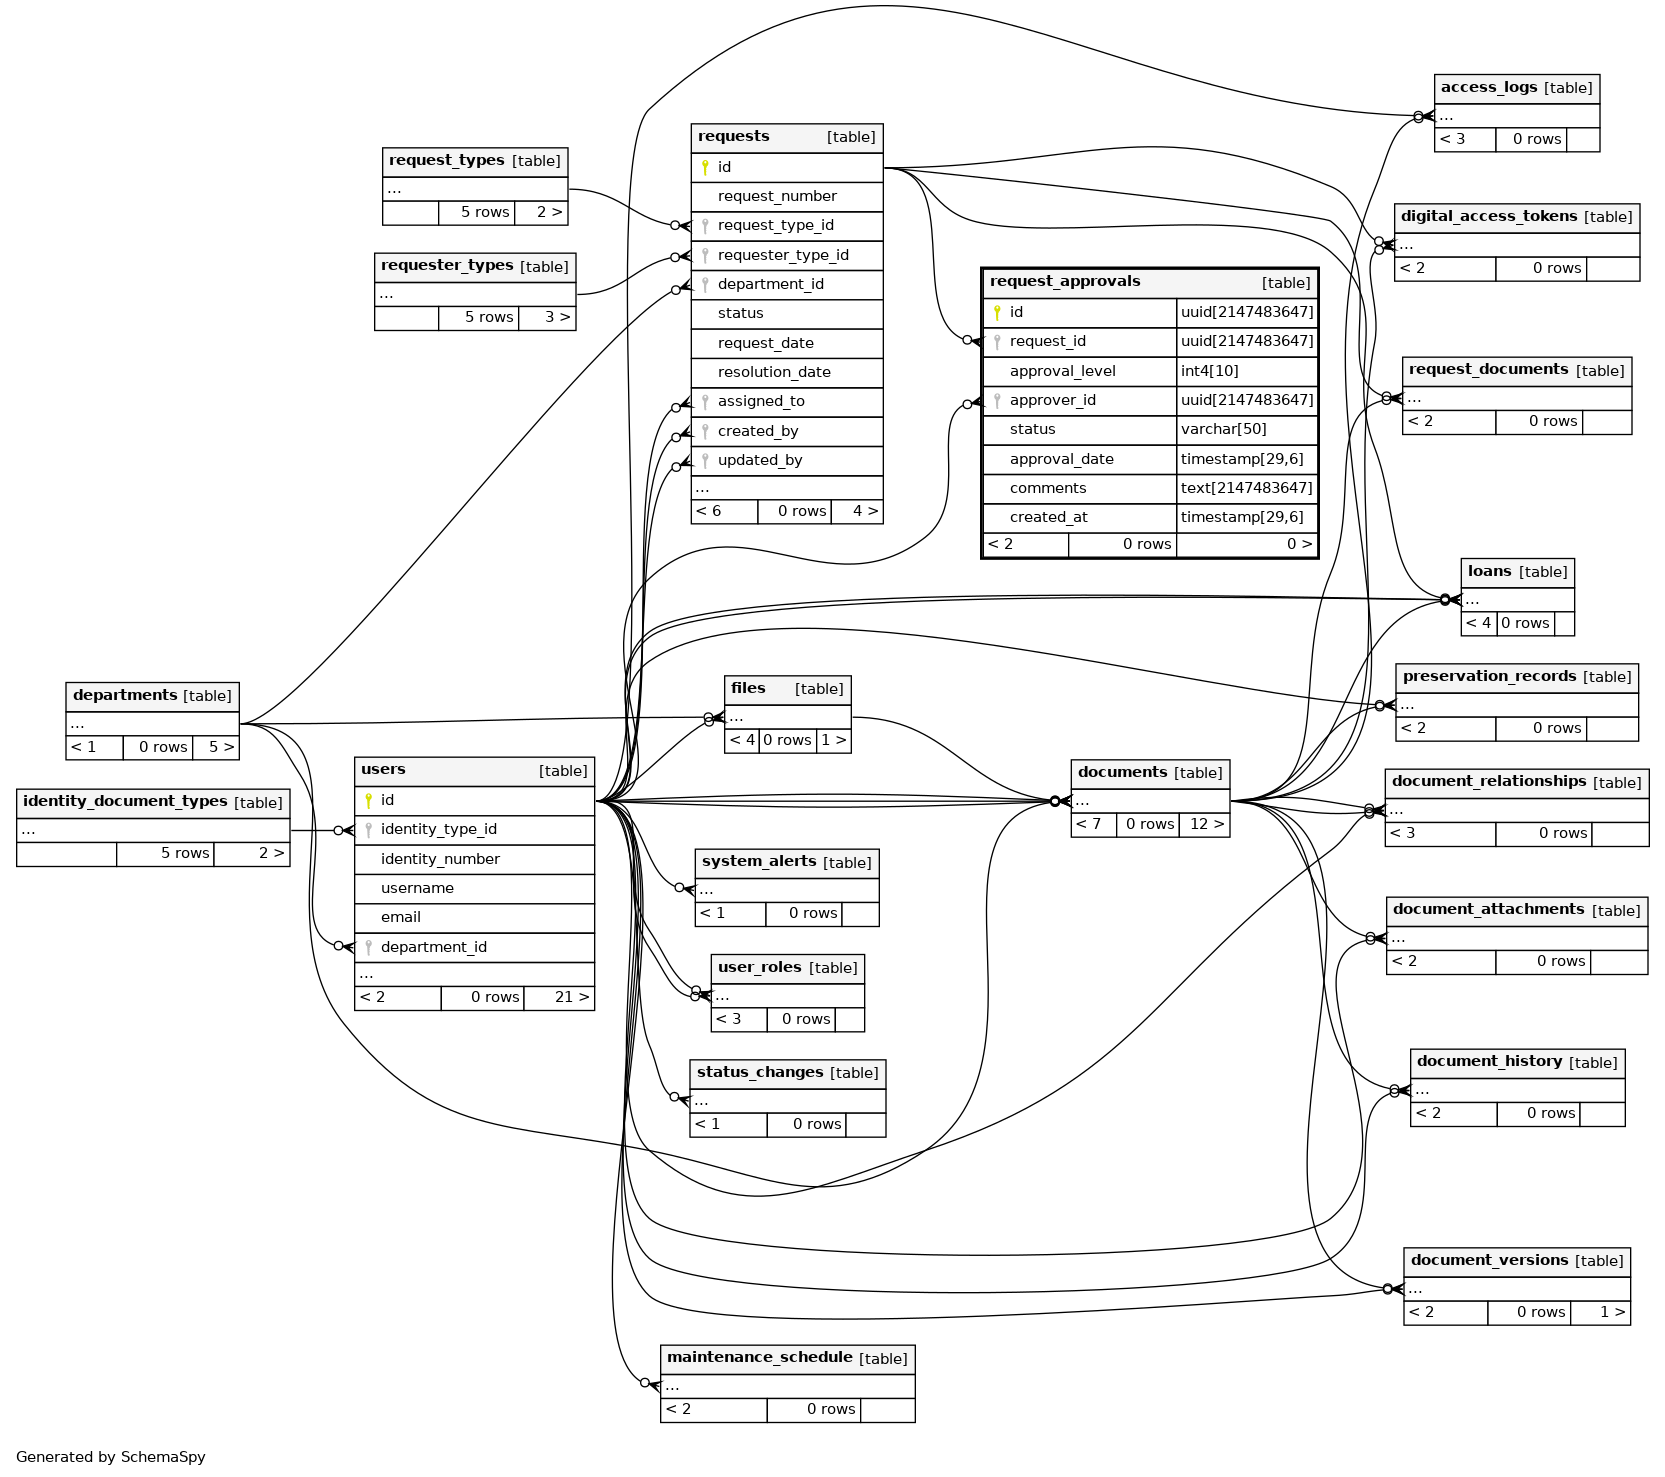 access_logs [table]
...
< 3 0 rows
requests [table]
id
request_number
request_type_id
requester_type_id
department_id
status
request_date
resolution_date
assigned_to
created_by
updated_by
...
< 6 0 rows 4 >
request_types [table]
...
5 rows 2 >
digital_access_tokens [table]
...
< 2 0 rows
requester_types [table]
...
5 rows 3 >
request_approvals [table]
id uuid[2147483647]
request_id uuid[2147483647]
approval_level int4[10]
approver_id uuid[2147483647]
status varchar[50]
approval_date timestamp[29,6]
comments text[2147483647]
created_at timestamp[29,6]
< 2 0 rows 0 >
request_documents [table]
...
< 2 0 rows
loans [table]
...
< 4 0 rows
preservation_records [table]
...
< 2 0 rows
files [table]
...
< 4 0 rows 1 >
departments [table]
...
< 1 0 rows 5 >
users [table]
id
identity_type_id
identity_number
username
email
department_id
...
< 2 0 rows 21 >
documents [table]
...
< 7 0 rows 12 >
document_relationships [table]
...
< 3 0 rows
identity_document_types [table]
...
5 rows 2 >
system_alerts [table]
...
< 1 0 rows
document_attachments [table]
...
< 2 0 rows
user_roles [table]
...
< 3 0 rows
document_history [table]
...
< 2 0 rows
status_changes [table]
...
< 1 0 rows
document_versions [table]
...
< 2 0 rows 1 >
maintenance_schedule [table]
...
< 2 0 rows
Generated by SchemaSpy